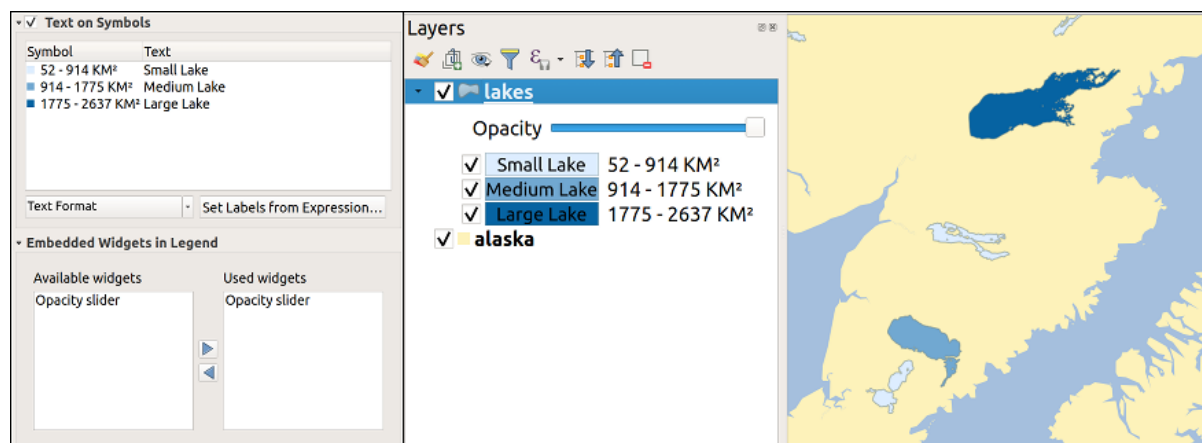 Text on Symbols
Symbol Text
52 - 914 KM² Small Lake
914 - 1775 KM² Medium Lake
1775 - 2637 KM² Large Lake
Text Format
Set Labels from Expression...
Embedded Widgets in Legend
Available widgets
Used widgets
Opacity slider
Opacity slider
Layers
lakes
Opacity
Small Lake 52 - 914 KM²
Medium Lake 914 - 1775 KM²
Large Lake 1775 - 2637 KM²
alaska